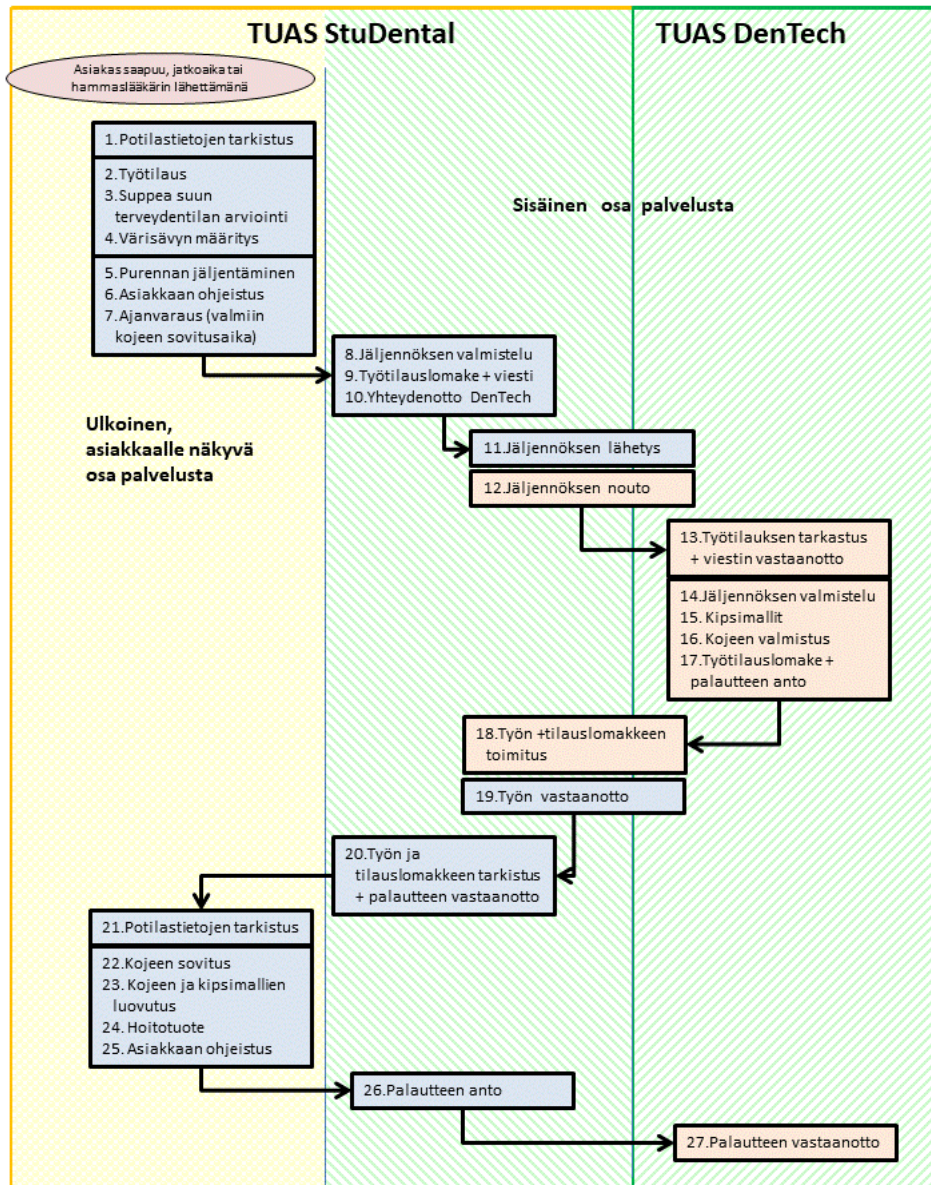 TUAS StuDental
TUAS DenTech
Asiakas saapuu, jatkoaika tai
hammaslääkärin lähettämänä
1.Potilastietojen tarkistus
2.Työtilaus
3.Suppea suun
terveydentilan arviointi
4.Värisävyn määritys
5.Purennan jäljentäminen
6.Asiakkaan ohjeistus
7.Ajanvaraus (valmiin
kojeen sovitusaika)
Sisäinen osa palvelusta
8.Jäljennöksen valmistelu
9.Työtilauslomake + viesti
10.Yhteydenotto DenTech
Ulkoinen,
asiakkaalle näkyvä
osa palvelusta
11.Jäljennöksen lähetys
12.Jäljennöksen nouto
13.Työtilauksen tarkastus
+ viestin vastaanotto
14.Jäljennöksen valmistelu
15. Kipsimallit
16. Kojeen valmistus
17.Työtilauslomake +
palautteen anto
18.Työn +tilauslomakkeen
toimitus
19.Työn vastaanotto
20.Työn ja
tilauslomakkeen tarkistus
+ palautteen vastaanotto
21.Potilastietojen tarkistus
22.Kojeen sovitus
23. Kojeen ja kipsimallien
luovutus
24. Hoitotuote
25. Asiakkaan ohjeistus
26.Palautteen anto
27.Palautteen vastaanotto